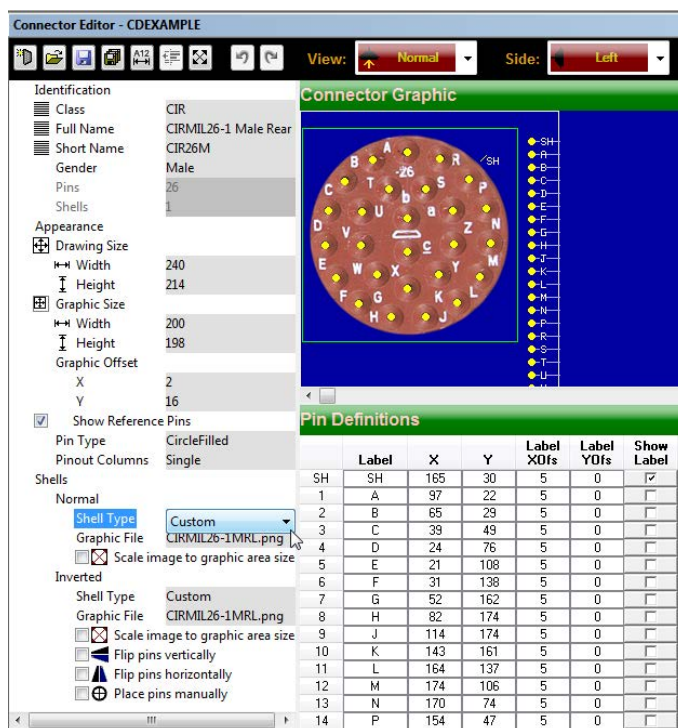 Connector Editor - CDEXAMPLE
A12
View: Normal Side: Left
Identification
Class CIR
Full Name CIRMIL26-1 Male Rear
Short Name CIR26M
Gender Male
Pins 26
Shells 1
Appearance
Drawing Size
Width 240
Height 214
Graphic Size
Width 200
Height 198
Graphic Offset
X 2
Y 16
Show Reference Pins
Pin Type CircleFilled
Pinout Columns Single
Shells
Normal
Shell Type Custom
Graphic File CIRMIL26-1MRL.png
Scale image to graphic area size
Inverted
Shell Type Custom
Graphic File CIRMIL26-1MRL.png
Scale image to graphic area size
Flip pins vertically
Flip pins horizontally
Place pins manually
Connector Graphic
A
B R SH
-26
C T b S P
U a
D V Z N
c
E W X Y M
F G K L
H J
SH
A
B
C
D
E
F
G
H
J
K
L
M
N
P
R
S
T
U
Pin Definitions
Label X Y Label XOfs Label YOfs Show Label
SH SH 165 30 5 0
1 A 97 22 5 0
2 B 65 29 5 0
3 C 39 49 5 0
4 D 24 76 5 0
5 E 21 108 5 0
6 F 31 138 5 0
7 G 52 162 5 0
8 H 82 174 5 0
9 J 114 174 5 0
10 K 143 161 5 0
11 L 164 137 5 0
12 M 174 106 5 0
13 N 170 74 5 0
14 P 154 47 5 0